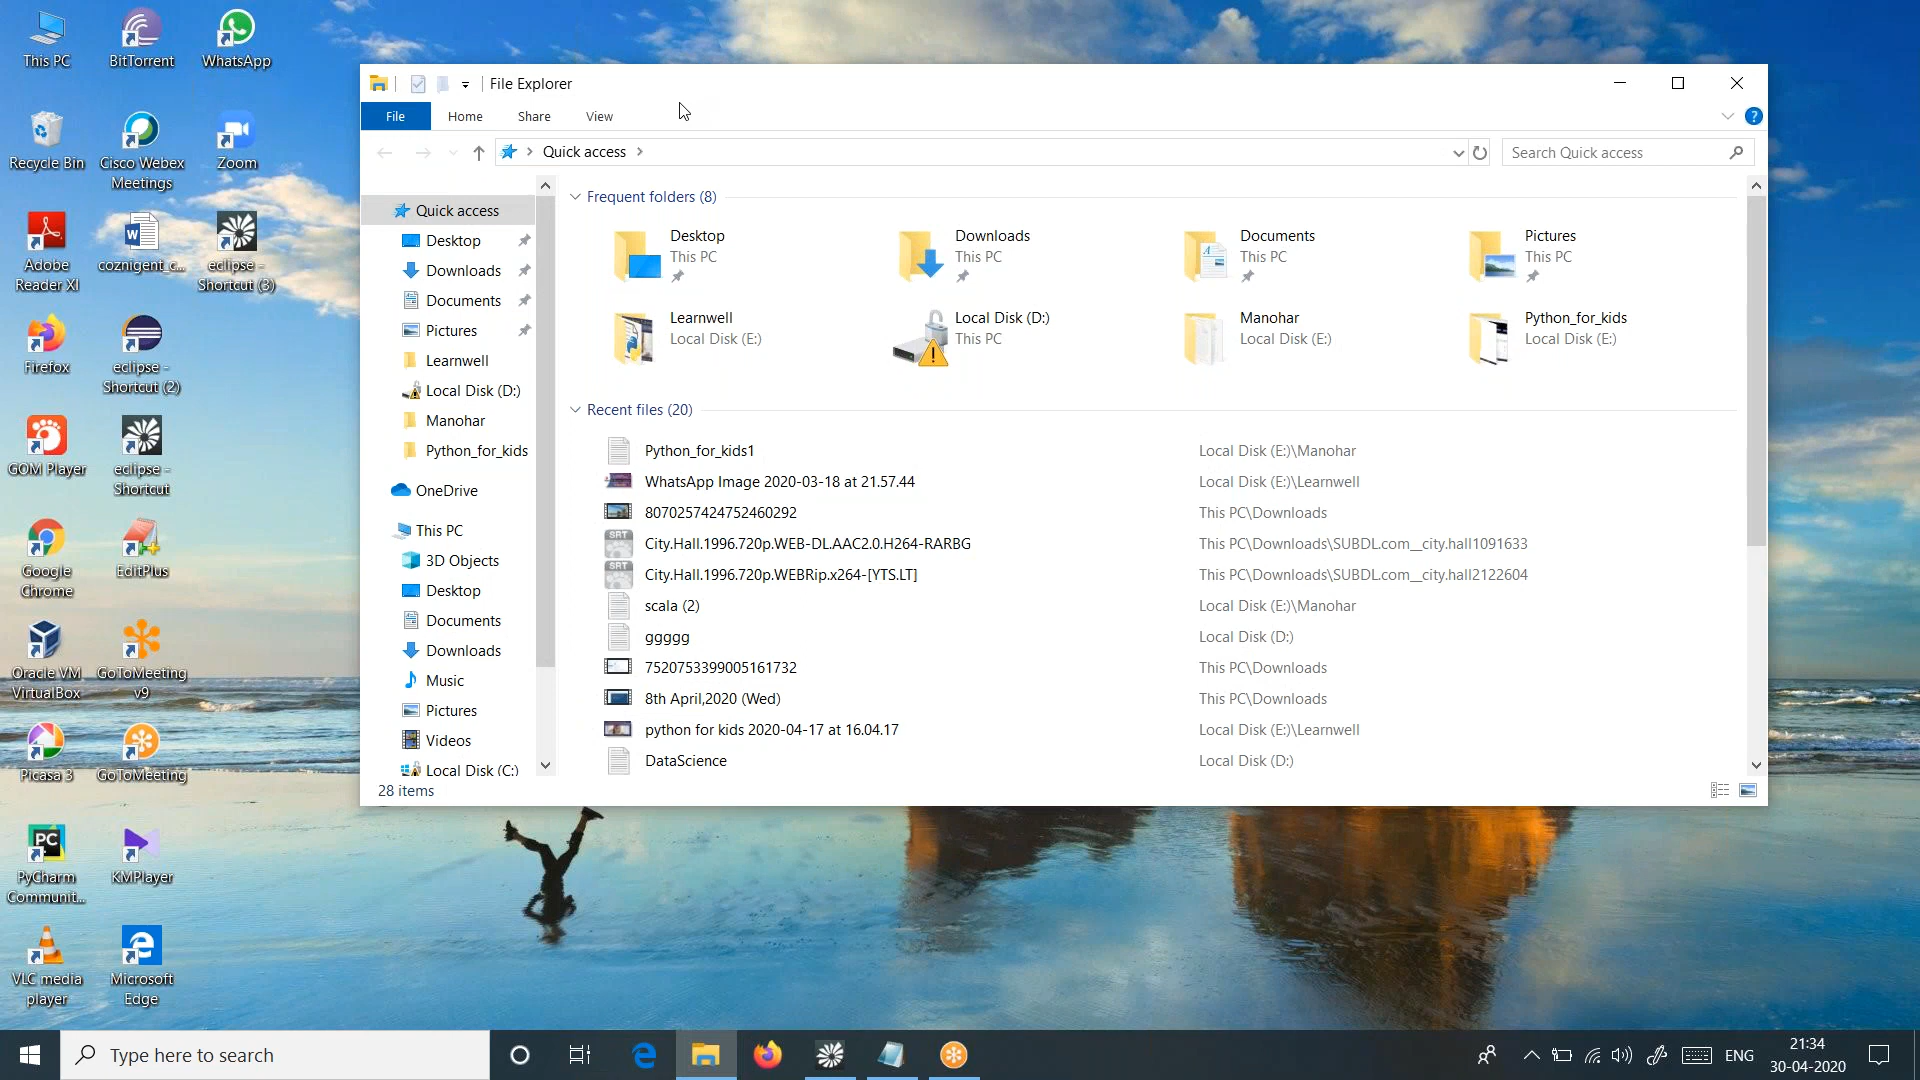 This PC
BitTorrent
WhatsApp
Recycle Bin
Cisco Webex
Meetings
Zoom
Adobe
Reader XI
coznigent_c...
eclipse -
Shortcut (3)
Firefox
eclipse -
Shortcut (2)
GOM Player
eclipse -
Shortcut
Google
Chrome
EditPlus
Oracle VM
VirtualBox
GoToMeeting
v9
Picasa 3
GoToMeeting
PC
PyCharm
Communit...
KMPlayer
VLC media
player
Microsoft
Edge
File Explorer
File
Home
Share
View
Quick access
Search Quick access
Quick access
Desktop
Downloads
Documents
Pictures
Learnwell
Local Disk (D:)
Manohar
Python_for_kids
OneDrive
This PC
3D Objects
Desktop
Documents
Downloads
Music
Pictures
Videos
Local Disk (C:)
Frequent folders (8)
Desktop
This PC
Downloads
This PC
Documents
This PC
Pictures
This PC
Learnwell
Local Disk (E:)
Local Disk (D:)
This PC
Manohar
Local Disk (E:)
Python_for_kids
Local Disk (E:)
Recent files (20)
Python_for_kids1 Local Disk (E:)\Manohar
WhatsApp Image 2020-03-18 at 21.57.44 Local Disk (E:)\Learnwell
8070257424752460292 This PC\Downloads
SRT City.Hall.1996.720p.WEB-DL.AAC2.0.H264-RARBG This PC\Downloads\SUBDL.com__city.hall1091633
SRT City.Hall.1996.720p.WEBRip.x264-[YTS.LT] This PC\Downloads\SUBDL.com__city.hall2122604
scala (2) Local Disk (E:)\Manohar
ggggg Local Disk (D:)
7520753399005161732 This PC\Downloads
8th April,2020 (Wed) This PC\Downloads
python for kids 2020-04-17 at 16.04.17 Local Disk (E:)\Learnwell
DataScience Local Disk (D:)
28 items
Type here to search
ENG
21:34
30-04-2020